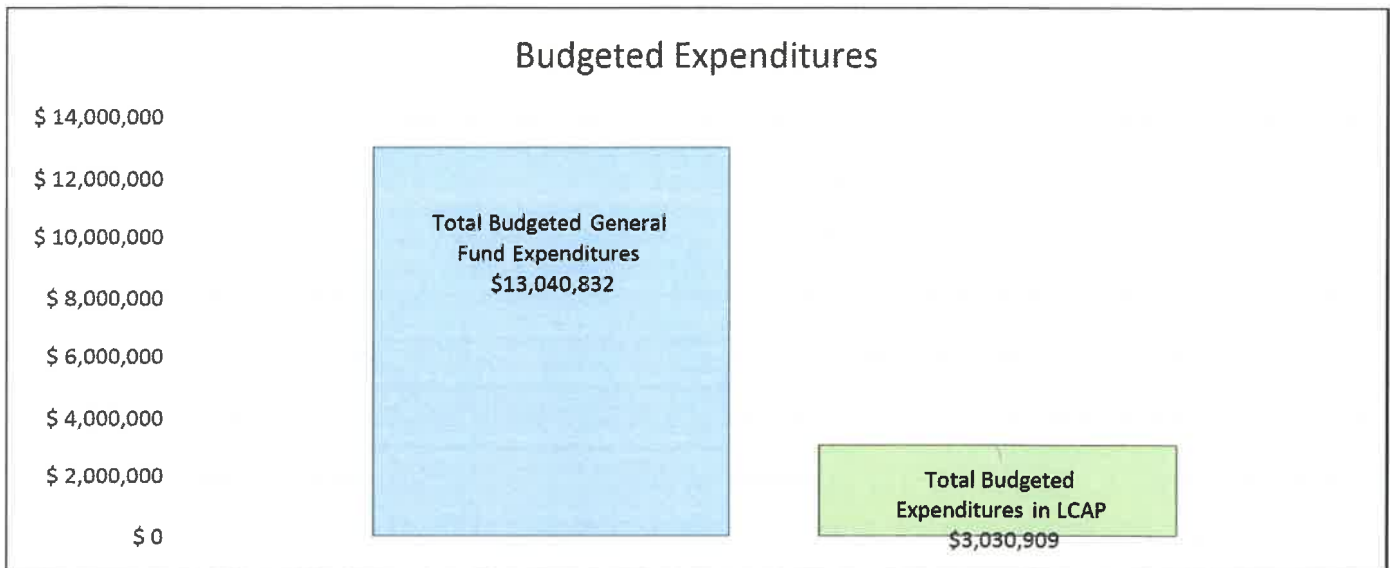 Budgeted Expenditures
$ 14,000,000
$ 12,000,000
$ 10,000,000
$ 8,000,000
$ 6,000,000
$ 4,000,000
$ 2,000,000
$ 0
Total Budgeted General
Fund Expenditures
$13,040,832
Total Budgeted
Expenditures in LCAP
$3,030,909